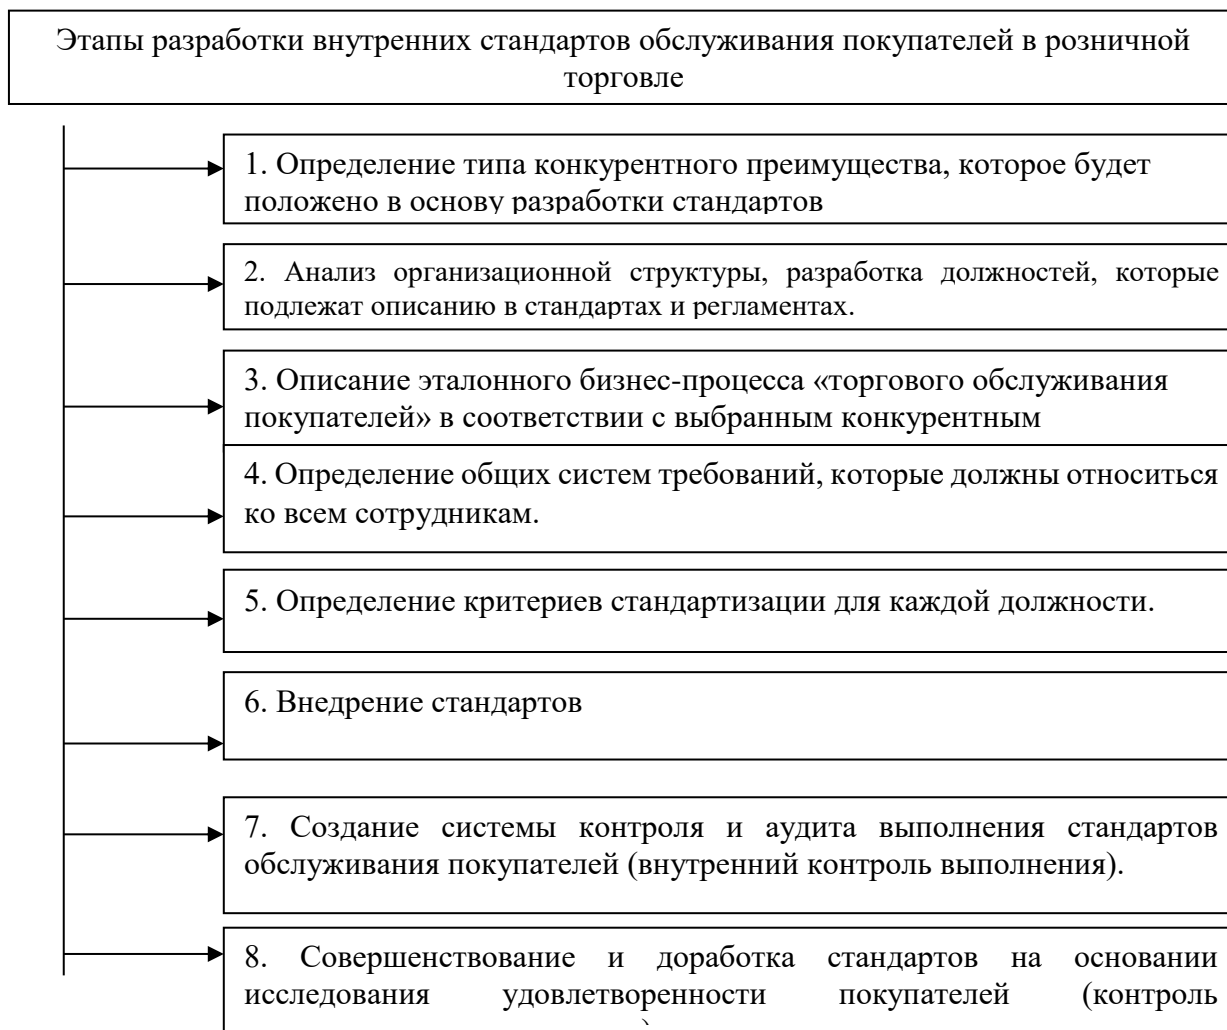 Этапы разработки внутренних стандартов обслуживания покупателей в розничной
торговле
1. Определение типа конкурентного преимущества, которое будет
положено в основу разработки стандартов
2. Анализ организационной структуры, разработка должностей, которые
подлежат описанию в стандартах и регламентах.
3. Описание эталонного бизнес-процесса «торгового обслуживания
покупателей» в соответствии с выбранным конкурентным
4. Определение общих систем требований, которые должны относиться
ко всем сотрудникам.
5. Определение критериев стандартизации для каждой должности.
6. Внедрение стандартов
7. Создание системы контроля и аудита выполнения стандартов
обслуживания покупателей (внутренний контроль выполнения).
8. Совершенствование и доработка стандартов на основании
исследования удовлетворенности покупателей (контроль